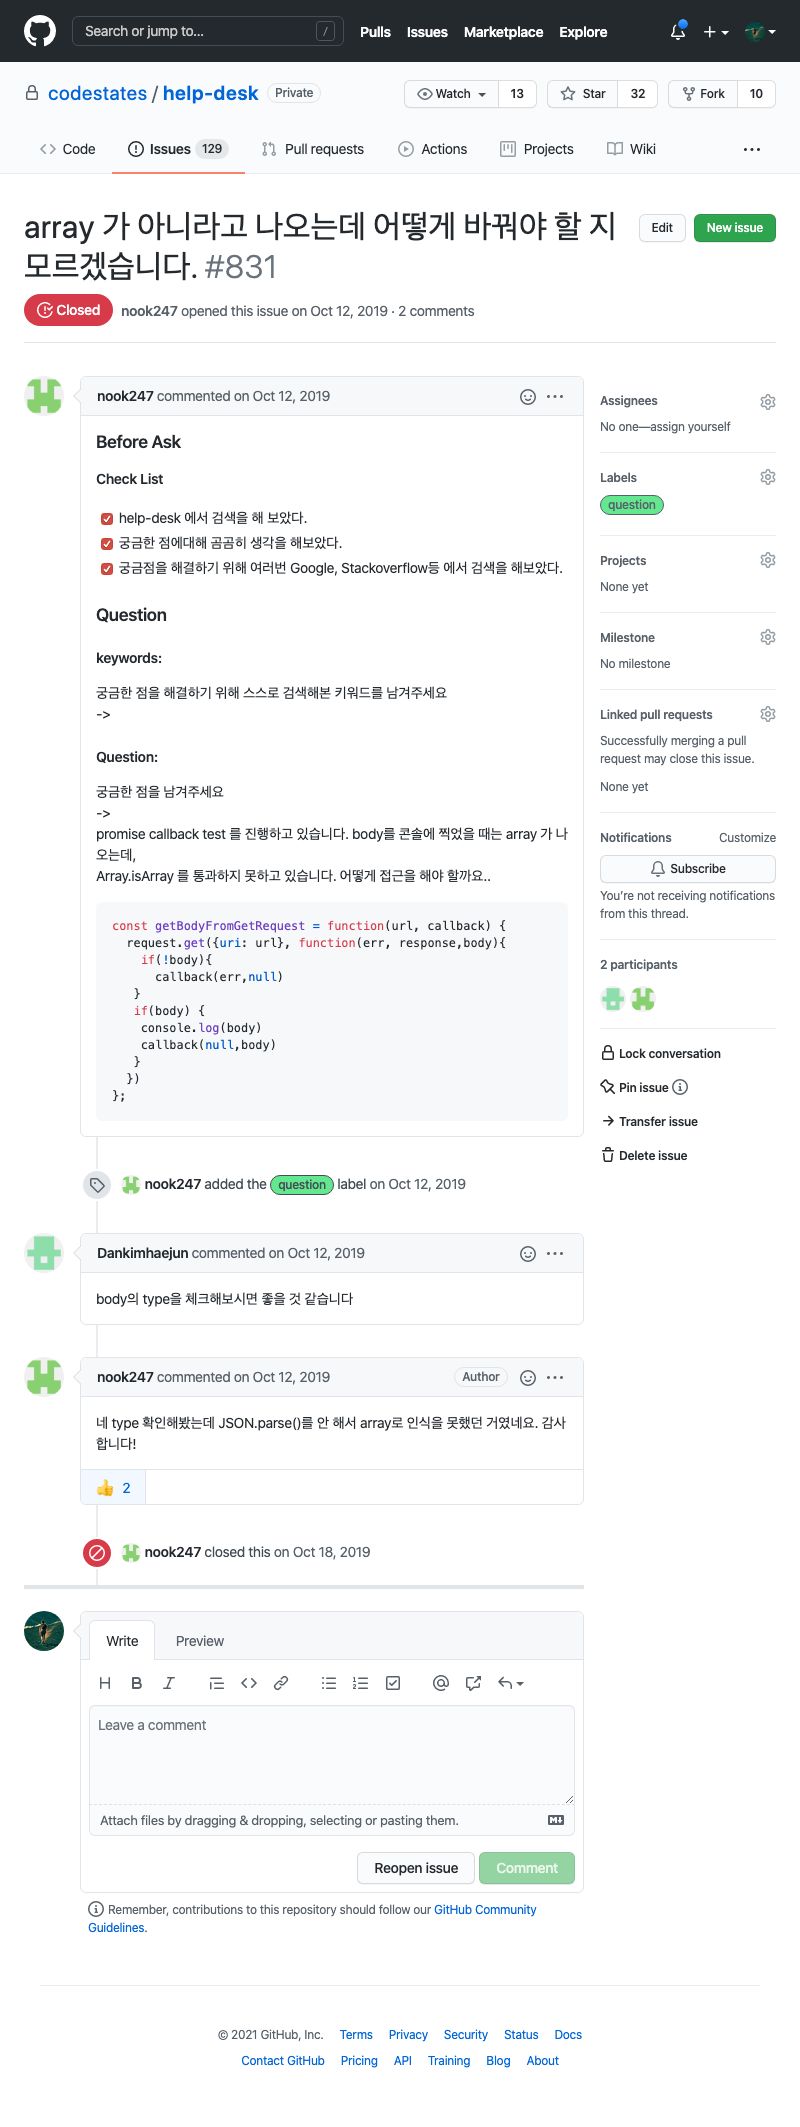 Search or jump to... /
Pulls Issues Marketplace Explore
codestates / help-desk Private
Watch 13 Star 32 Fork 10
Code Issues 129 Pull requests Actions Projects Wiki
array 가 아니라고 나오는데 어떻게 바꿔야 할 지
모르겠습니다. #831
Edit New issue
Closed nook247 opened this issue on Oct 12, 2019 · 2 comments
nook247 commented on Oct 12, 2019
Before Ask
Check List
help-desk 에서 검색을 해 보았다.
궁금한 점에대해 곰곰히 생각을 해보았다.
궁금점을 해결하기 위해 여러번 Google, Stackoverflow등 에서 검색을 해보았다.
Question
keywords:
궁금한 점을 해결하기 위해 스스로 검색해본 키워드를 남겨주세요
->
Question:
궁금한 점을 남겨주세요
->
promise callback test 를 진행하고 있습니다. body를 콘솔에 찍었을 때는 array 가 나
오는데,
Array.isArray 를 통과하지 못하고 있습니다. 어떻게 접근을 해야 할까요..
const getBodyFromGetRequest = function(url, callback) {
request.get({uri: url}, function(err, response,body){
if(!body){
callback(err,null)
}
if(body) {
console.log(body)
callback(null,body)
}
})
};
nook247 added the question label on Oct 12, 2019
Dankimhaejun commented on Oct 12, 2019
body의 type을 체크해보시면 좋을 것 같습니다
nook247 commented on Oct 12, 2019 Author
네 type 확인해봤는데 JSON.parse()를 안 해서 array로 인식을 못했던 거였네요. 감사
합니다!
👍 2
nook247 closed this on Oct 18, 2019
Assignees
No one—assign yourself
Labels
question
Projects
None yet
Milestone
No milestone
Linked pull requests
Successfully merging a pull
request may close this issue.
None yet
Notifications Customize
Subscribe
You're not receiving notifications
from this thread.
2 participants
Lock conversation
Pin issue
Transfer issue
Delete issue
Write Preview
H B I
Leave a comment
Attach files by dragging & dropping, selecting or pasting them.
Reopen issue Comment
Remember, contributions to this repository should follow our GitHub Community
Guidelines.
© 2021 GitHub, Inc. Terms Privacy Security Status Docs
Contact GitHub Pricing API Training Blog About